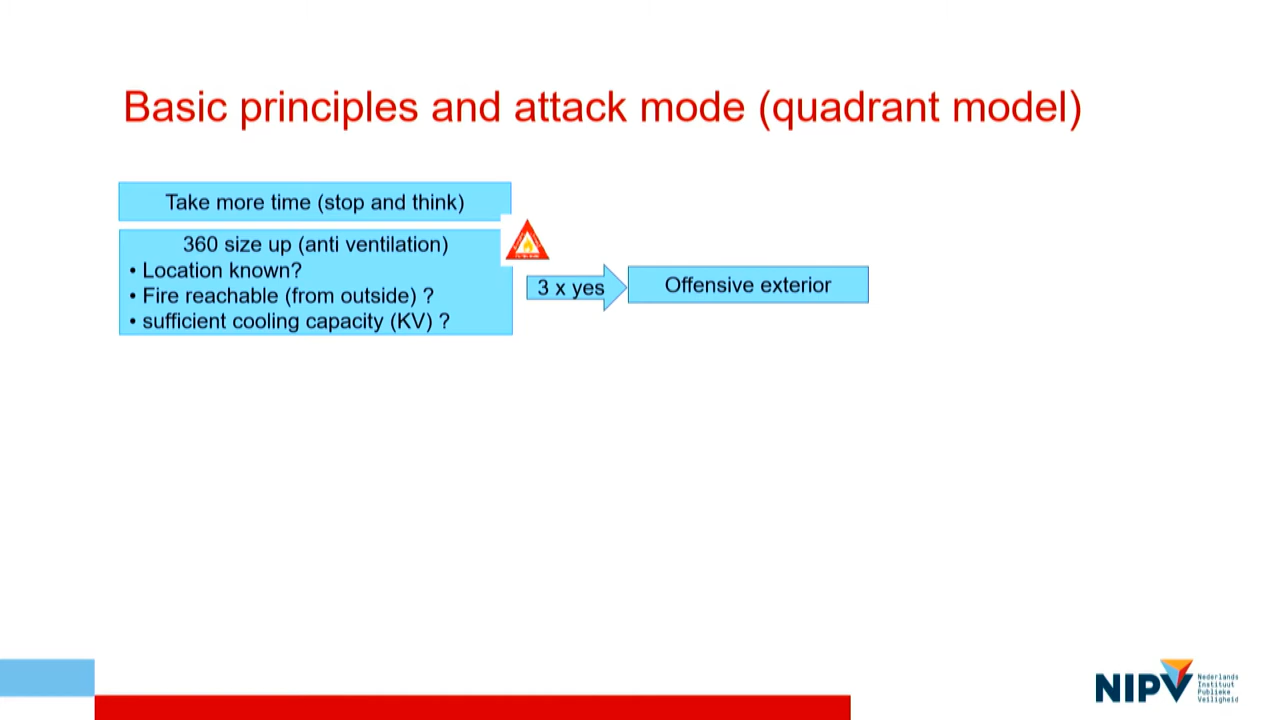 Basic principles and attack mode (quadrant model)
Take more time (stop and think)
360 size up (anti ventilation)
• Location known?
• Fire reachable (from outside) ?
• sufficient cooling capacity (KV) ?
3 x yes
Offensive exterior
NIPV
Nederlands
Instituut
Publieke
Veiligheid